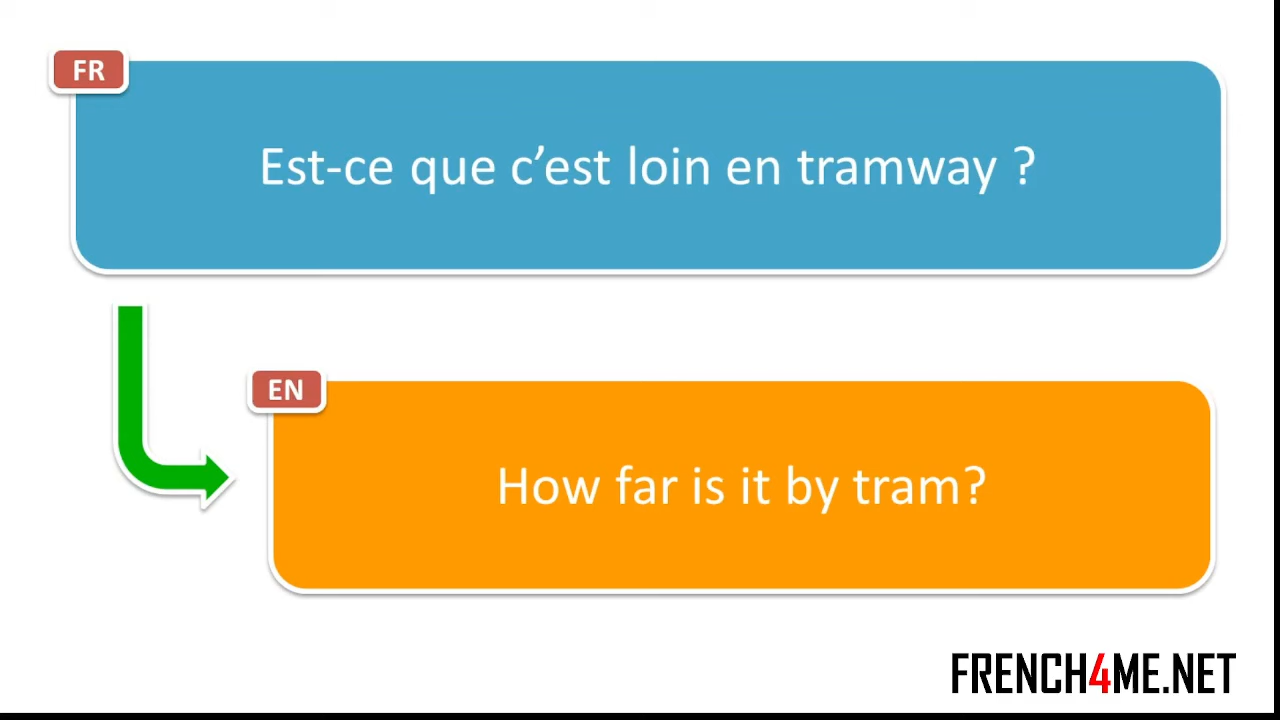 FR
Est-ce que c’est loin en tramway ?
EN
How far is it by tram?
FRENCH4ME.NET